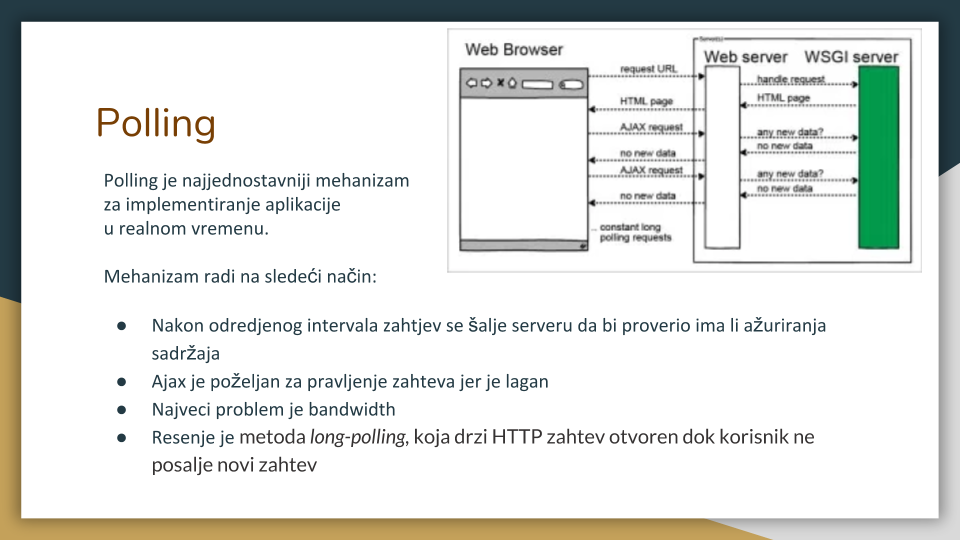 Polling
Polling je najjednostavniji mehanizam
za implementiranje aplikacije
u realnom vremenu.
Mehanizam radi na sledeći način:
● Nakon odredjenog intervala zahtjev se šalje serveru da bi proverio ima li ažuriranja
sadržaja
● Ajax je poželjan za pravljenje zahteva jer je lagan
● Najveci problem je bandwidth
● Resenje je metoda long-polling, koja drzi HTTP zahtev otvoren dok korisnik ne
posalje novi zahtev
Web Browser
Server(s)
Web server
WSGI server
request URL
handle request
HTML page
HTML page
AJAX request
any new data?
no new data
no new data
AJAX request
any new data?
no new data
no new data
... constant long
polling requests